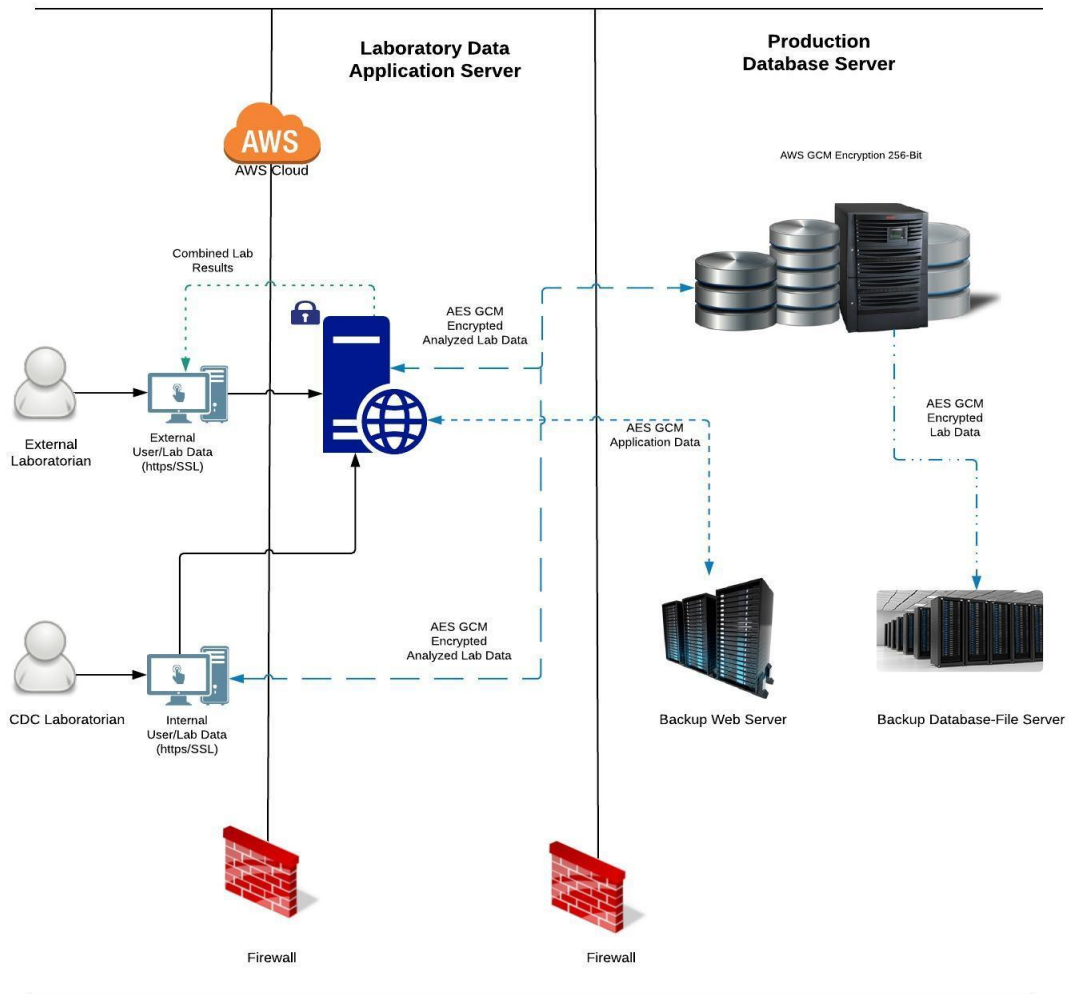 Laboratory Data
Application Server
Production
Database Server
AWS
AWS Cloud
AWS GCM Encryption 256-Bit
Combined Lab
Results
AES GCM
Encrypted
Analyzed Lab Data
External
Laboratorian
External
User/Lab Data
(https/SSL)
AES GCM
Application Data
AES GCM
Encrypted
Lab Data
AES GCM
Encrypted
Analyzed Lab Data
CDC Laboratorian
Internal
User/Lab Data
(https/SSL)
Backup Web Server
Backup Database-File Server
Firewall
Firewall